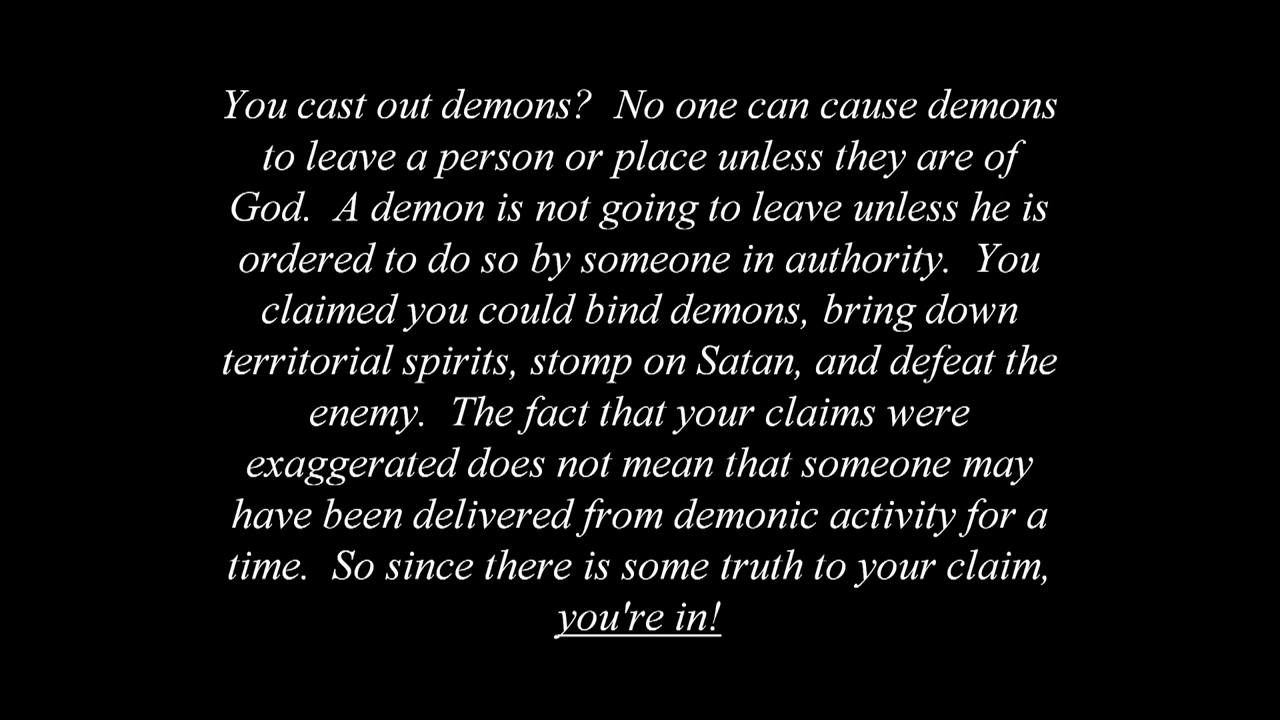 You cast out demons?  No one can cause demons
to leave a person or place unless they are of
God.  A demon is not going to leave unless he is
ordered to do so by someone in authority.  You
claimed you could bind demons, bring down
territorial spirits, stomp on Satan, and defeat the
enemy.  The fact that your claims were
exaggerated does not mean that someone may
have been delivered from demonic activity for a
time.  So since there is some truth to your claim,
you're in!